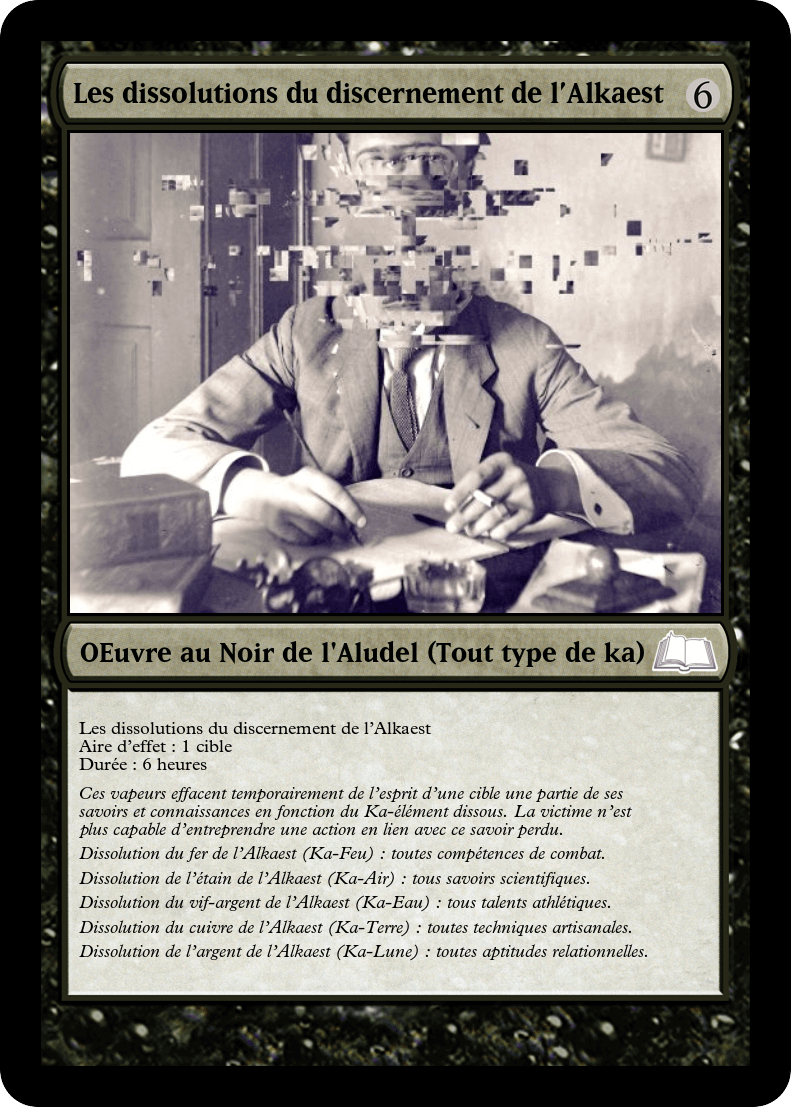 Les dissolutions du discernement de l'Alkaest 6
OEuvre au Noir de l'Aludel (Tout type de ka)
Les dissolutions du discernement de l'Alkaest
Aire d'effet : 1 cible
Durée : 6 heures
Ces vapeurs effacent temporairement de l'esprit d'une cible une partie de ses
savoirs et connaissances en fonction du Ka-élément dissous. La victime n'est
plus capable d'entreprendre une action en lien avec ce savoir perdu.
Dissolution du fer de l'Alkaest (Ka-Feu) : toutes compétences de combat.
Dissolution de l'étain de l'Alkaest (Ka-Air) : tous savoirs scientifiques.
Dissolution du vif-argent de l'Alkaest (Ka-Eau) : tous talents athlétiques.
Dissolution du cuivre de l'Alkaest (Ka-Terre) : toutes techniques artisanales.
Dissolution de l'argent de l'Alkaest (Ka-Lune) : toutes aptitudes relationnelles.